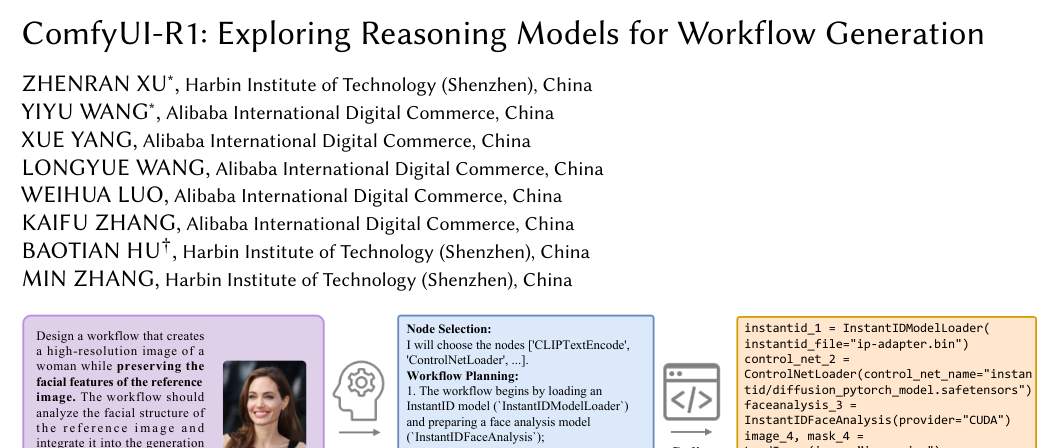 ComfyUI-R1: Exploring Reasoning Models for Workflow Generation
ZHENRAN XU*, Harbin Institute of Technology (Shenzhen), China
YIYU WANG*, Alibaba International Digital Commerce, China
XUE YANG, Alibaba International Digital Commerce, China
LONGYUE WANG, Alibaba International Digital Commerce, China
WEIHUA LUO, Alibaba International Digital Commerce, China
KAIFU ZHANG, Alibaba International Digital Commerce, China
BAOTIAN HU†, Harbin Institute of Technology (Shenzhen), China
MIN ZHANG, Harbin Institute of Technology (Shenzhen), China
Design a workflow that creates
a high-resolution image of a
woman while preserving the
facial features of the reference
image. The workflow should
analyze the facial structure of
the reference image and
integrate it into the generation
Node Selection:
I will choose the nodes ['CLIPTextEncode',
'ControlNetLoader', ...].
Workflow Planning:
1. The workflow begins by loading an
InstantID model (`InstantIDModelLoader`)
and preparing a face analysis model
(`InstantIDFaceAnalysis`);
instantid_1 = InstantIDModelLoader(
instantid_file="ip-adapter.bin")
control_net_2 =
ControlNetLoader(control_net_name="instan
tid/diffusion_pytorch_model.safetensors")
faceanalysis_3 =
InstantIDFaceAnalysis(provider="CUDA")
image_4, mask_4 =